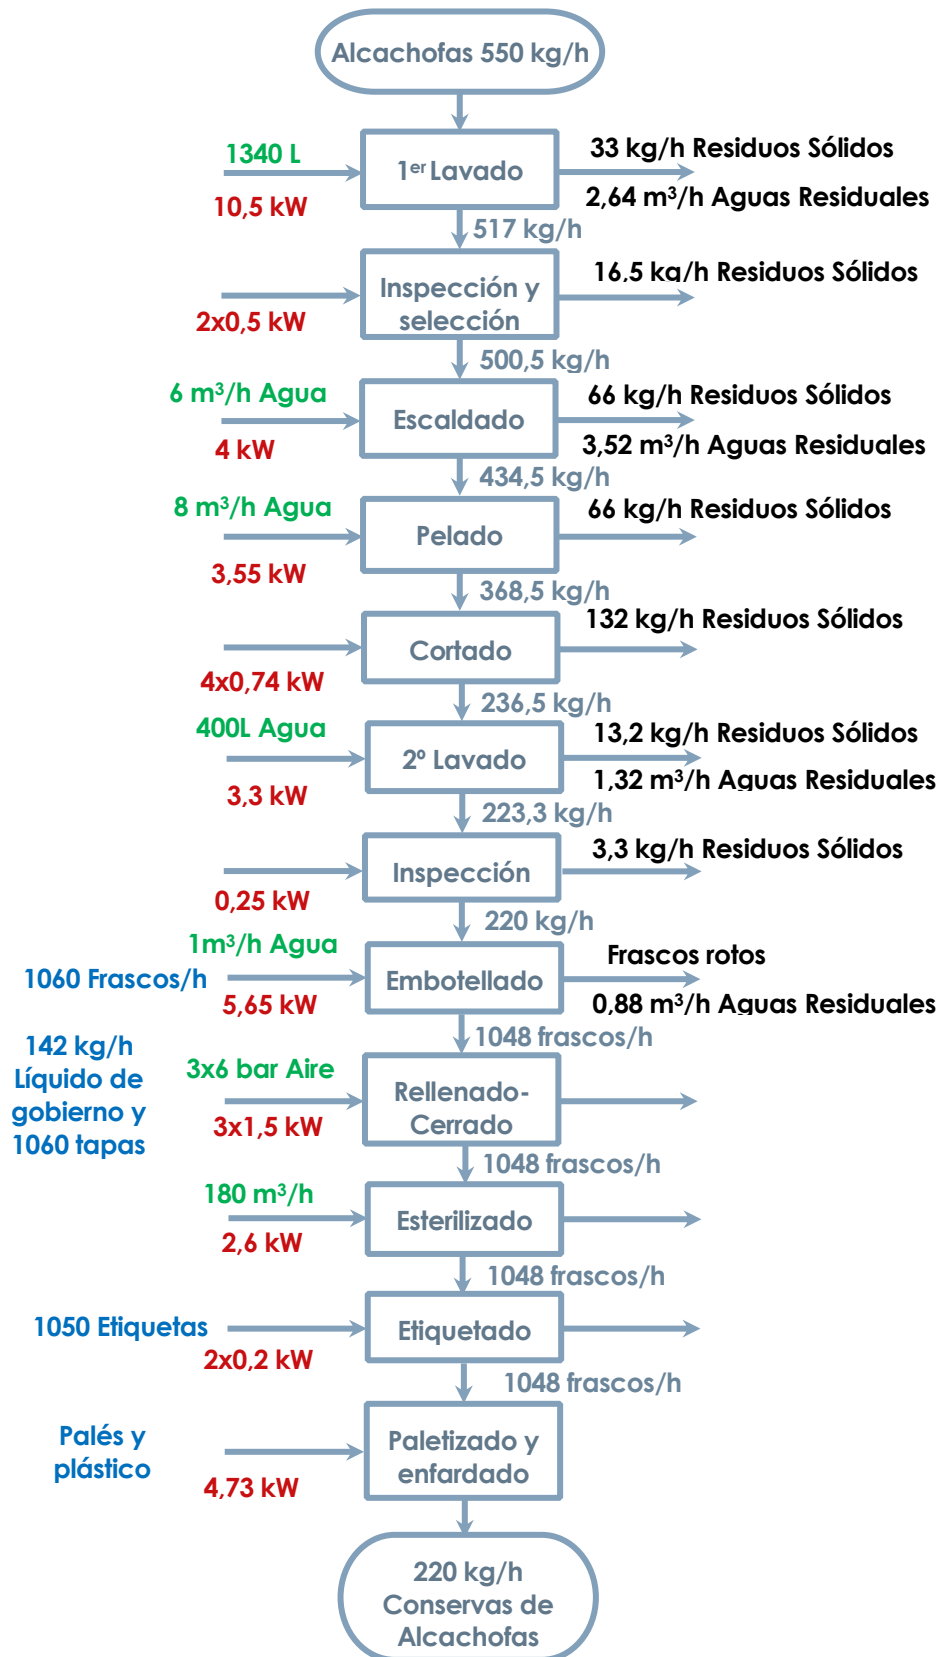 Alcachofas 550 kg/h
1340 L
10,5 kW
1er Lavado
33 kg/h Residuos Sólidos
2,64 m³/h Aguas Residuales
517 kg/h
2x0,5 kW
Inspección y
selección
16,5 kg/h Residuos Sólidos
500,5 kg/h
6 m³/h Agua
4 kW
Escaldado
66 kg/h Residuos Sólidos
3,52 m³/h Aguas Residuales
434,5 kg/h
8 m³/h Agua
3,55 kW
Pelado
66 kg/h Residuos Sólidos
368,5 kg/h
4x0,74 kW
Cortado
132 kg/h Residuos Sólidos
236,5 kg/h
400L Agua
3,3 kW
2º Lavado
13,2 kg/h Residuos Sólidos
1,32 m³/h Aguas Residuales
223,3 kg/h
0,25 kW
Inspección
3,3 kg/h Residuos Sólidos
220 kg/h
1060 Frascos/h
1m³/h Agua
5,65 kW
Embotellado
Frascos rotos
0,88 m³/h Aguas Residuales
1048 frascos/h
142 kg/h
Líquido de
gobierno y
1060 tapas
3x6 bar Aire
3x1,5 kW
Rellenado-
Cerrado
1048 frascos/h
180 m³/h
2,6 kW
Esterilizado
1048 frascos/h
1050 Etiquetas
2x0,2 kW
Etiquetado
1048 frascos/h
Palés y
plástico
4,73 kW
Paletizado y
enfardado
220 kg/h
Conservas de
Alcachofas